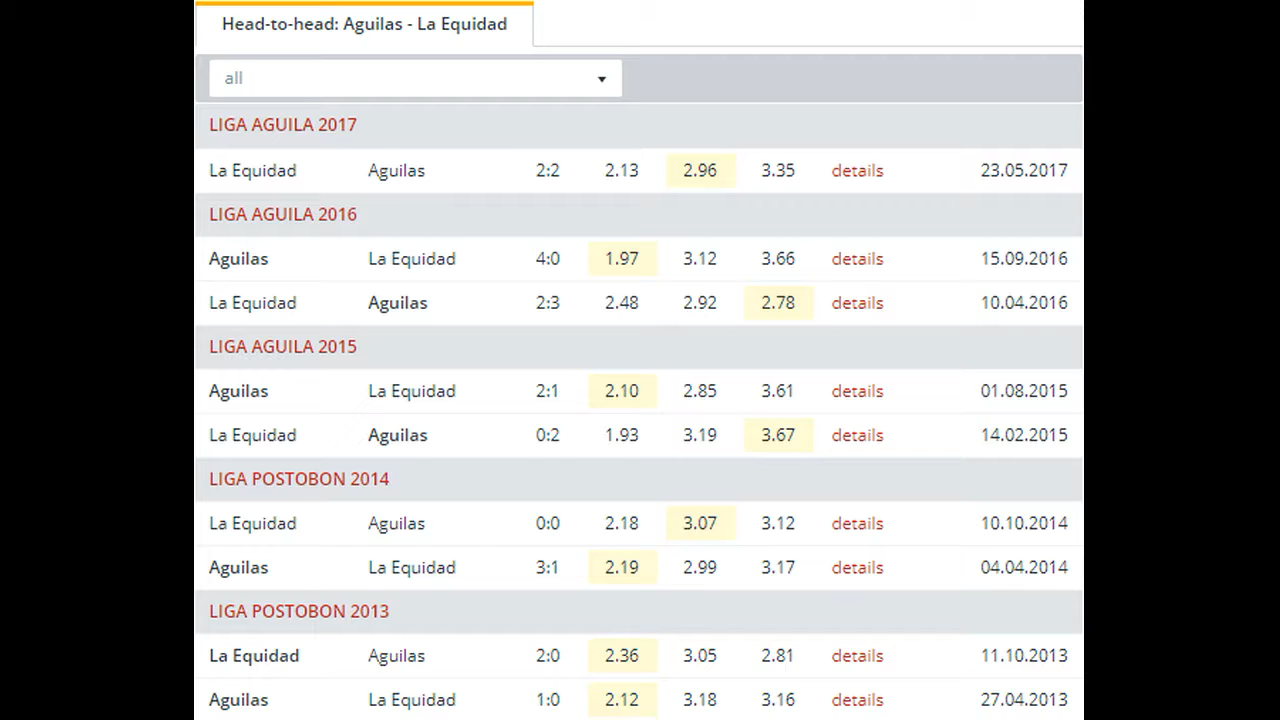 Head-to-head: Aguilas - La Equidad
all
LIGA AGUILA 2017
La Equidad Aguilas 2:2 2.13 2.96 3.35 details 23.05.2017
LIGA AGUILA 2016
Aguilas La Equidad 4:0 1.97 3.12 3.66 details 15.09.2016
La Equidad Aguilas 2:3 2.48 2.92 2.78 details 10.04.2016
LIGA AGUILA 2015
Aguilas La Equidad 2:1 2.10 2.85 3.61 details 01.08.2015
La Equidad Aguilas 0:2 1.93 3.19 3.67 details 14.02.2015
LIGA POSTOBON 2014
La Equidad Aguilas 0:0 2.18 3.07 3.12 details 10.10.2014
Aguilas La Equidad 3:1 2.19 2.99 3.17 details 04.04.2014
LIGA POSTOBON 2013
La Equidad Aguilas 2:0 2.36 3.05 2.81 details 11.10.2013
Aguilas La Equidad 1:0 2.12 3.18 3.16 details 27.04.2013